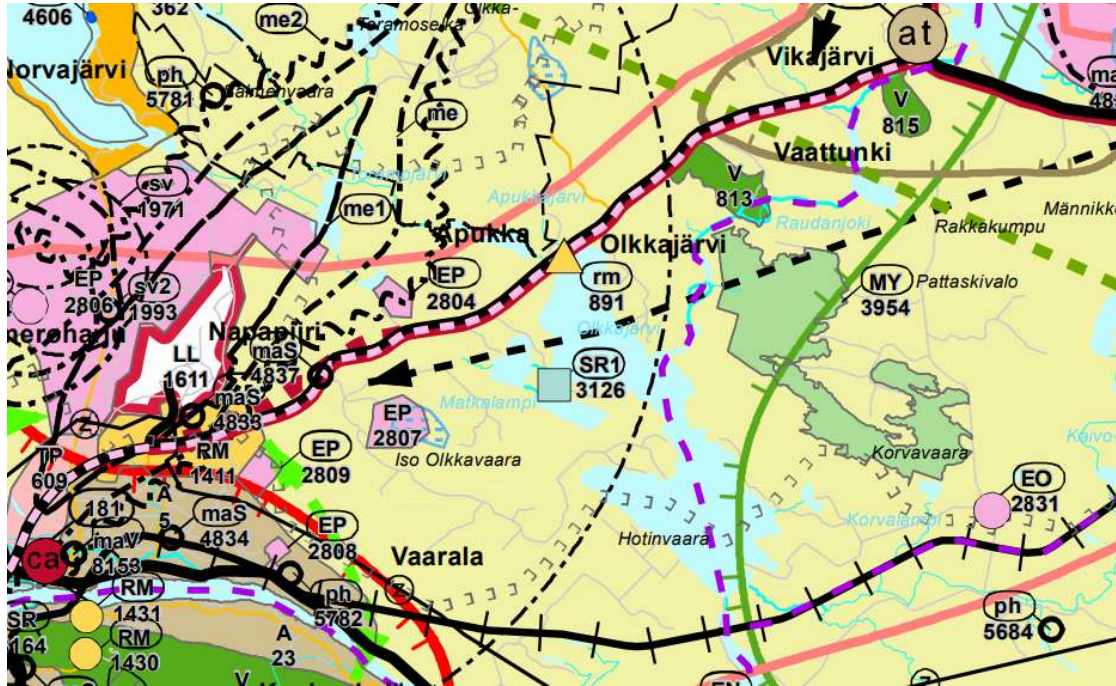 4606
362
me2
Olkka-
Norvajärvi
ph
5781
Palmenvaara
me
Vikajärvi
at
V
815
Vaattunki
sv
1971
me1
Apukkajärvi
V
813
Raudanjoki
Männikkö
Rakkakumpu
Apukka
Olkkajärvi
EP
2806
sv2
1993
EP
2804
rm
891
MY
3954
Pattaskivalo
Napapiiri
LL
1611
maS
4837
Olkkajärvi
SR1
3126
Matkalampi
maS
4833
EP
2807
Iso Olkkavaara
Korvavaara
Kaivo-
z
TP
609
RM
1411
EP
2809
EO
2831
181
A
5
maS
4834
EP
2808
Korvalampi
Hotinvaara
ca
maV
8153
Vaarala
z
RM
1431
ph
5782
ph
5684
SR
164
RM
1430
A
23
V
z